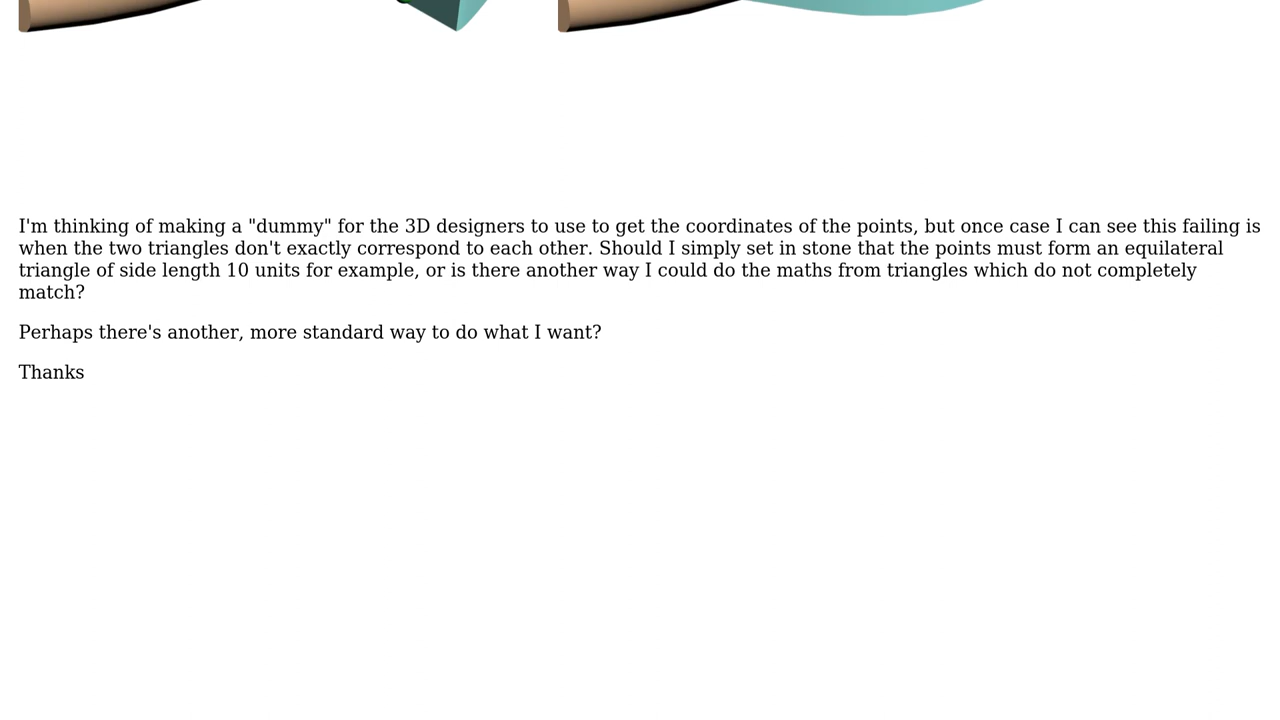 I'm thinking of making a "dummy" for the 3D designers to use to get the coordinates of the points, but once case I can see this failing is
when the two triangles don't exactly correspond to each other. Should I simply set in stone that the points must form an equilateral
triangle of side length 10 units for example, or is there another way I could do the maths from triangles which do not completely
match?
Perhaps there's another, more standard way to do what I want?
Thanks